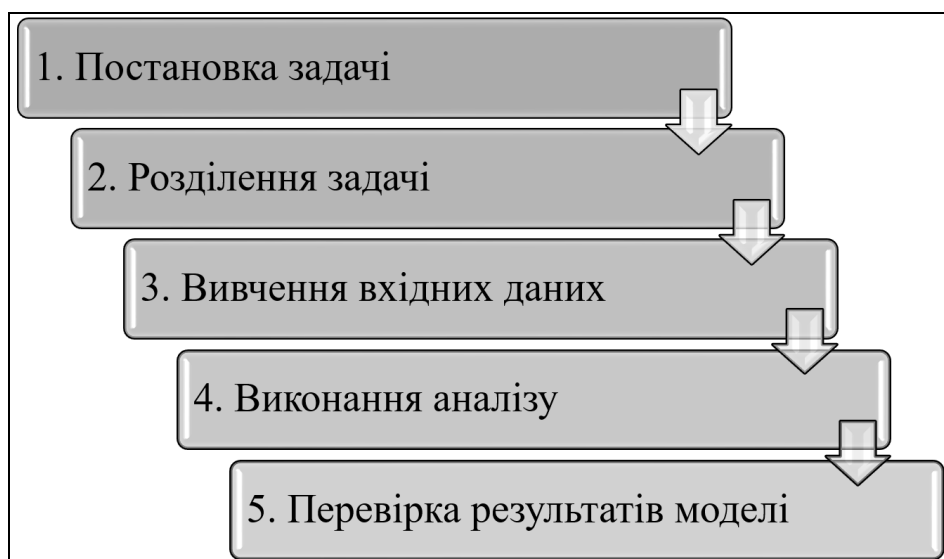 1. Постановка задачі
2. Розділення задачі
3. Вивчення вхідних даних
4. Виконання аналізу
5. Перевірка результатів моделі